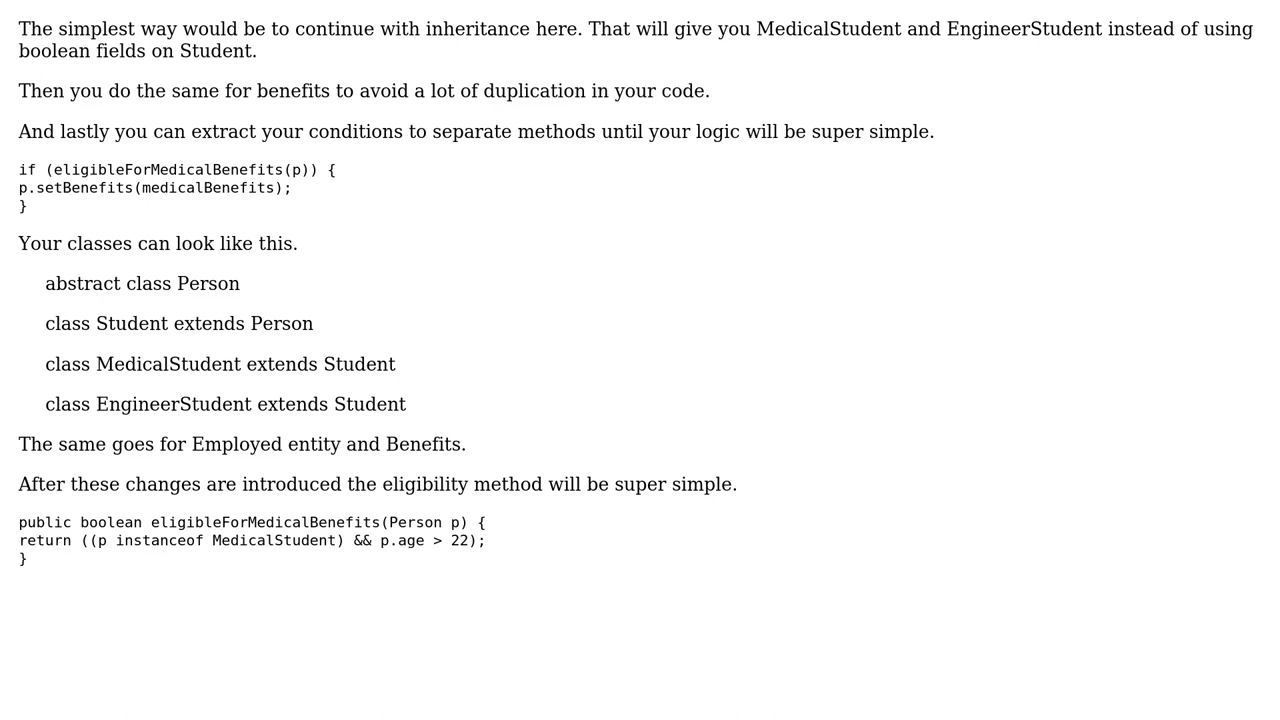 The simplest way would be to continue with inheritance here. That will give you MedicalStudent and EngineerStudent instead of using
boolean fields on Student.
Then you do the same for benefits to avoid a lot of duplication in your code.
And lastly you can extract your conditions to separate methods until your logic will be super simple.
if (eligibleForMedicalBenefits(p)) {
p.setBenefits(medicalBenefits);
}
Your classes can look like this.
abstract class Person
class Student extends Person
class MedicalStudent extends Student
class EngineerStudent extends Student
The same goes for Employed entity and Benefits.
After these changes are introduced the eligibility method will be super simple.
public boolean eligibleForMedicalBenefits(Person p) {
return ((p instanceof MedicalStudent) && p.age > 22);
}